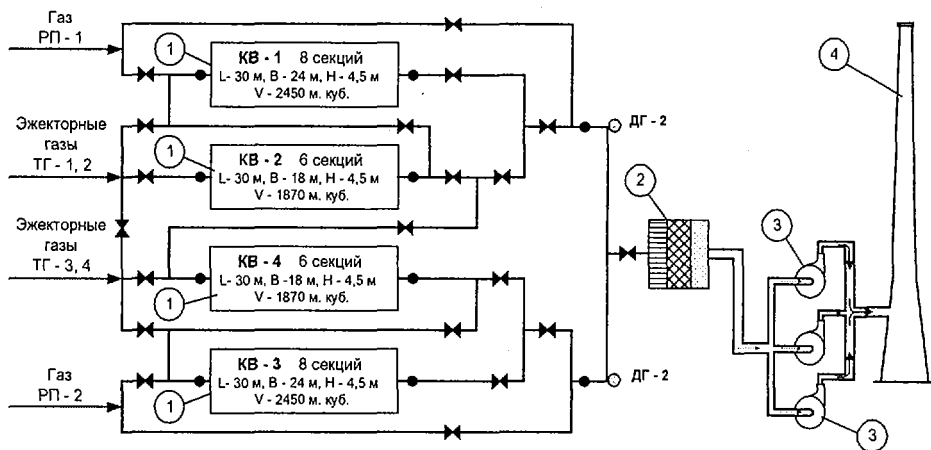 Газ
РП - 1
1
КВ - 1 8 секций
L- 30 м, В - 24 м, Н - 4,5 м
V - 2450 м. куб.
Эжекторные
газы
ТГ - 1, 2
1
КВ - 2 6 секций
L- 30 м, В - 18 м, Н - 4,5 м
V - 1870 м. куб.
Эжекторные
газы
ТГ - 3, 4
1
КВ - 4 6 секций
L- 30 м, В -18 м, Н - 4,5 м
V - 1870 м. куб.
Газ
РП - 2
1
КВ - 3 8 секций
L- 30 м, В - 24 м, Н - 4,5 м
V - 2450 м. куб.
ДГ - 2
ДГ - 2
2
3
3
4